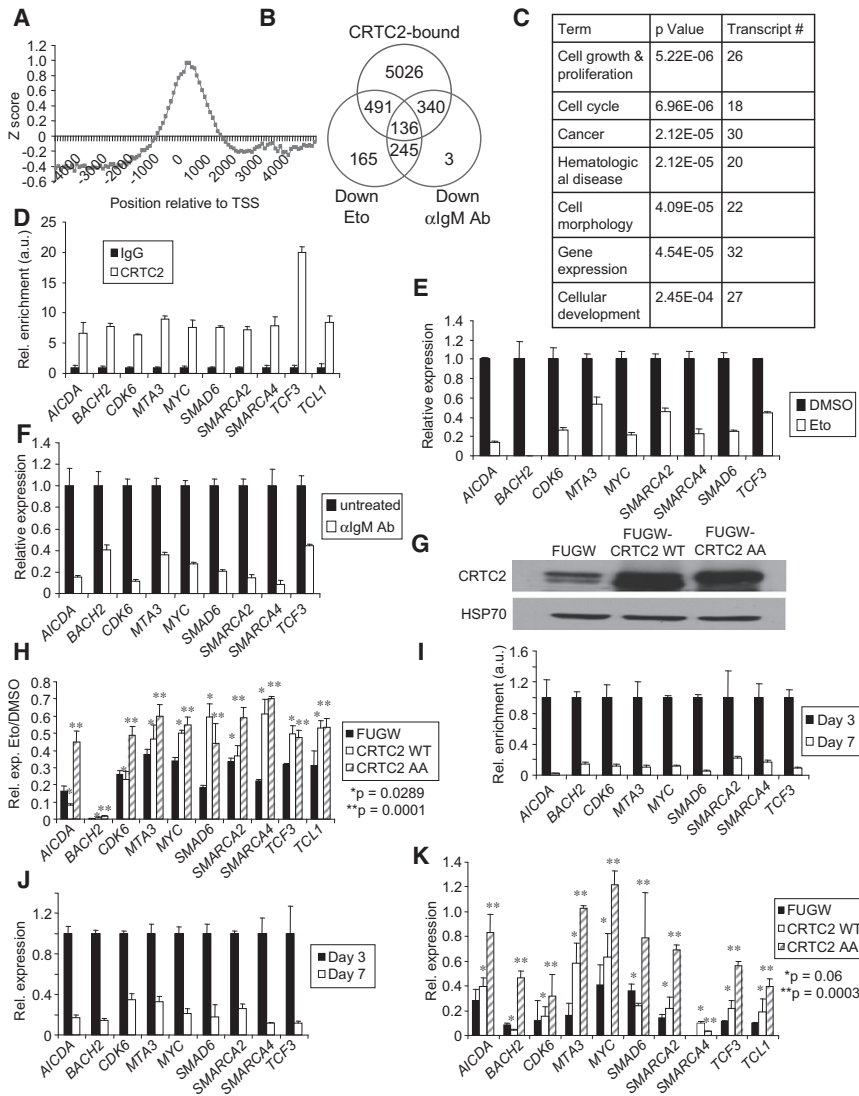 A
Z score
1.2
1.0
0.8
0.6
0.4
0.2
0
-0.2
-0.4
-0.6
-4000
-3000
-2000
-1000
0
1000
2000
3000
4000
Position relative to TSS
B
CRTC2-bound
5026
491
340
136
245
165
3
Down Eto
Down αIgM Ab
C
Term p Value Transcript #
Cell growth & proliferation 5.22E-06 26
Cell cycle 6.96E-06 18
Cancer 2.12E-05 30
Hematologic al disease 2.12E-05 20
Cell morphology 4.09E-05 22
Gene expression 4.54E-05 32
Cellular development 2.45E-04 27
D
Rel. enrichment (a.u.)
25
20
15
10
5
0
IgG
CRTC2
AICDA
BACH2
CDK6
MTA3
MYC
SMAD6
SMARCA2
SMARCA4
TCF3
TCL1
E
Relative expression
1.4
1.2
1.0
0.8
0.6
0.4
0.2
0
DMSO
Eto
AICDA
BACH2
CDK6
MTA3
MYC
SMARCA2
SMARCA4
SMAD6
TCF3
F
Relative expression
1.4
1.2
1.0
0.8
0.6
0.4
0.2
0
untreated
αIgM Ab
AICDA
BACH2
CDK6
MTA3
MYC
SMAD6
SMARCA2
SMARCA4
TCF3
G
FUGW
FUGW-CRTC2 WT
FUGW-CRTC2 AA
CRTC2
HSP70
H
Rel. exp. Eto/DMSO
0.8
0.7
0.6
0.5
0.4
0.3
0.2
0.1
0
FUGW
CRTC2 WT
CRTC2 AA
*p = 0.0289
**p = 0.0001
AICDA
BACH2
CDK6
MTA3
MYC
SMAD6
SMARCA2
SMARCA4
TCF3
TCL1
I
Rel. enrichment (a.u.)
1.6
1.2
1.0
0.8
0.4
0.2
0
Day 3
Day 7
AICDA
BACH2
CDK6
MTA3
MYC
SMAD6
SMARCA2
SMARCA4
TCF3
J
Rel. expression
1.4
1.2
1.0
0.8
0.4
0.2
0
Day 3
Day 7
AICDA
BACH2
CDK6
MTA3
MYC
SMAD6
SMARCA2
SMARCA4
TCF3
K
Rel. expression
1.4
1.2
1.0
0.8
0.6
0.4
0.2
0
FUGW
CRTC2 WT
CRTC2 AA
*p = 0.06
**p = 0.0003
AICDA
BACH2
CDK6
MTA3
MYC
SMAD6
SMARCA2
SMARCA4
TCF3
TCL1